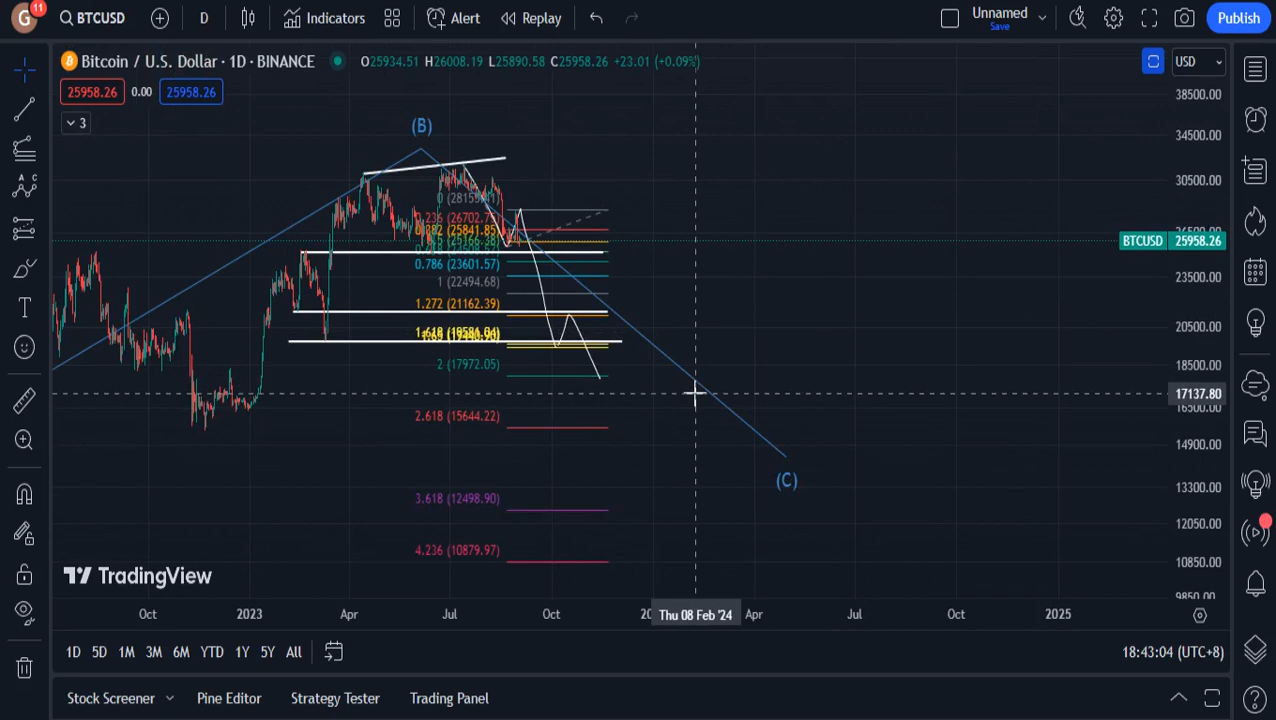 G
11
BTCUSD
D
Indicators
Alert
Replay
Unnamed
Save
Publish
Bitcoin / U.S. Dollar · 1D · BINANCE
O25934.51 H26008.19 L25890.58 C25958.26 +23.01 (+0.09%)
USD
25958.26
0.00
25958.26
3
38500.00
34500.00
30500.00
BTCUSD
25958.26
23500.00
20500.00
18500.00
17137.80
16500.00
14900.00
13300.00
12050.00
10850.00
9850.00
(B)
0.786 (23601.57)
1 (22494.68)
1.272 (21162.39)
2 (17972.05)
2.618 (15644.22)
3.618 (12498.90)
4.236 (10879.97)
(C)
TradingView
Oct
2023
Apr
Jul
Oct
Thu 08 Feb '24
Apr
Jul
Oct
2025
1D
5D
1M
3M
6M
YTD
1Y
5Y
All
18:43:04 (UTC+8)
Stock Screener
Pine Editor
Strategy Tester
Trading Panel